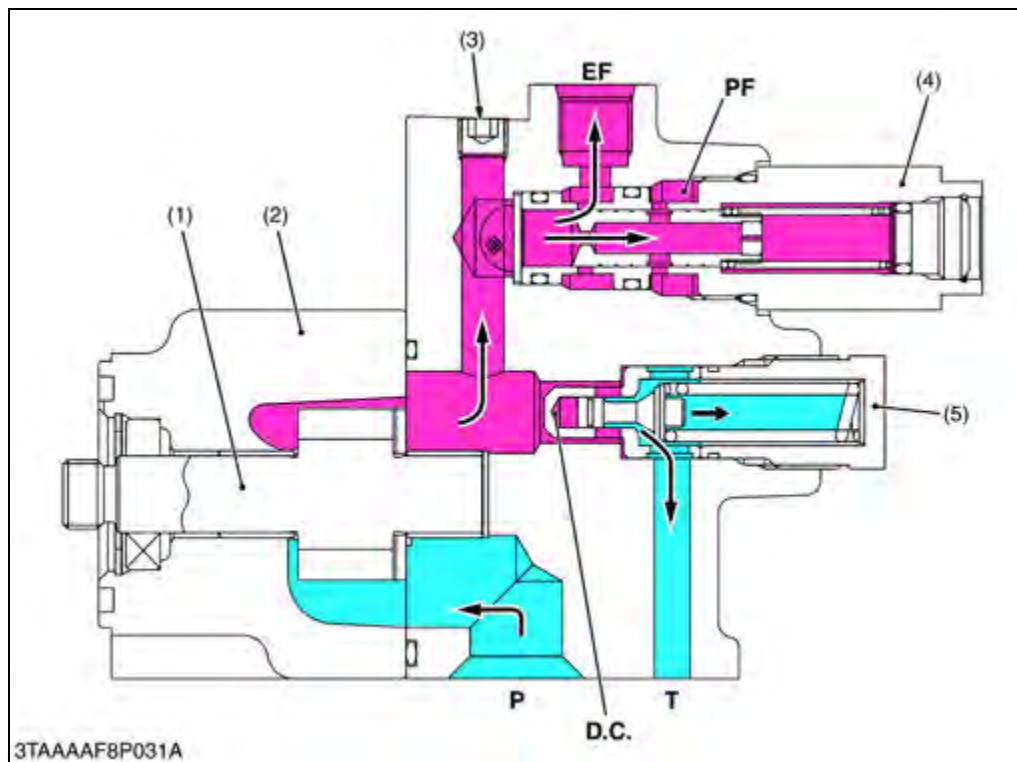 (3)
EF
PF
(4)
(1)
(2)
(5)
P
T
D.C.
3TAAAAF8P031A